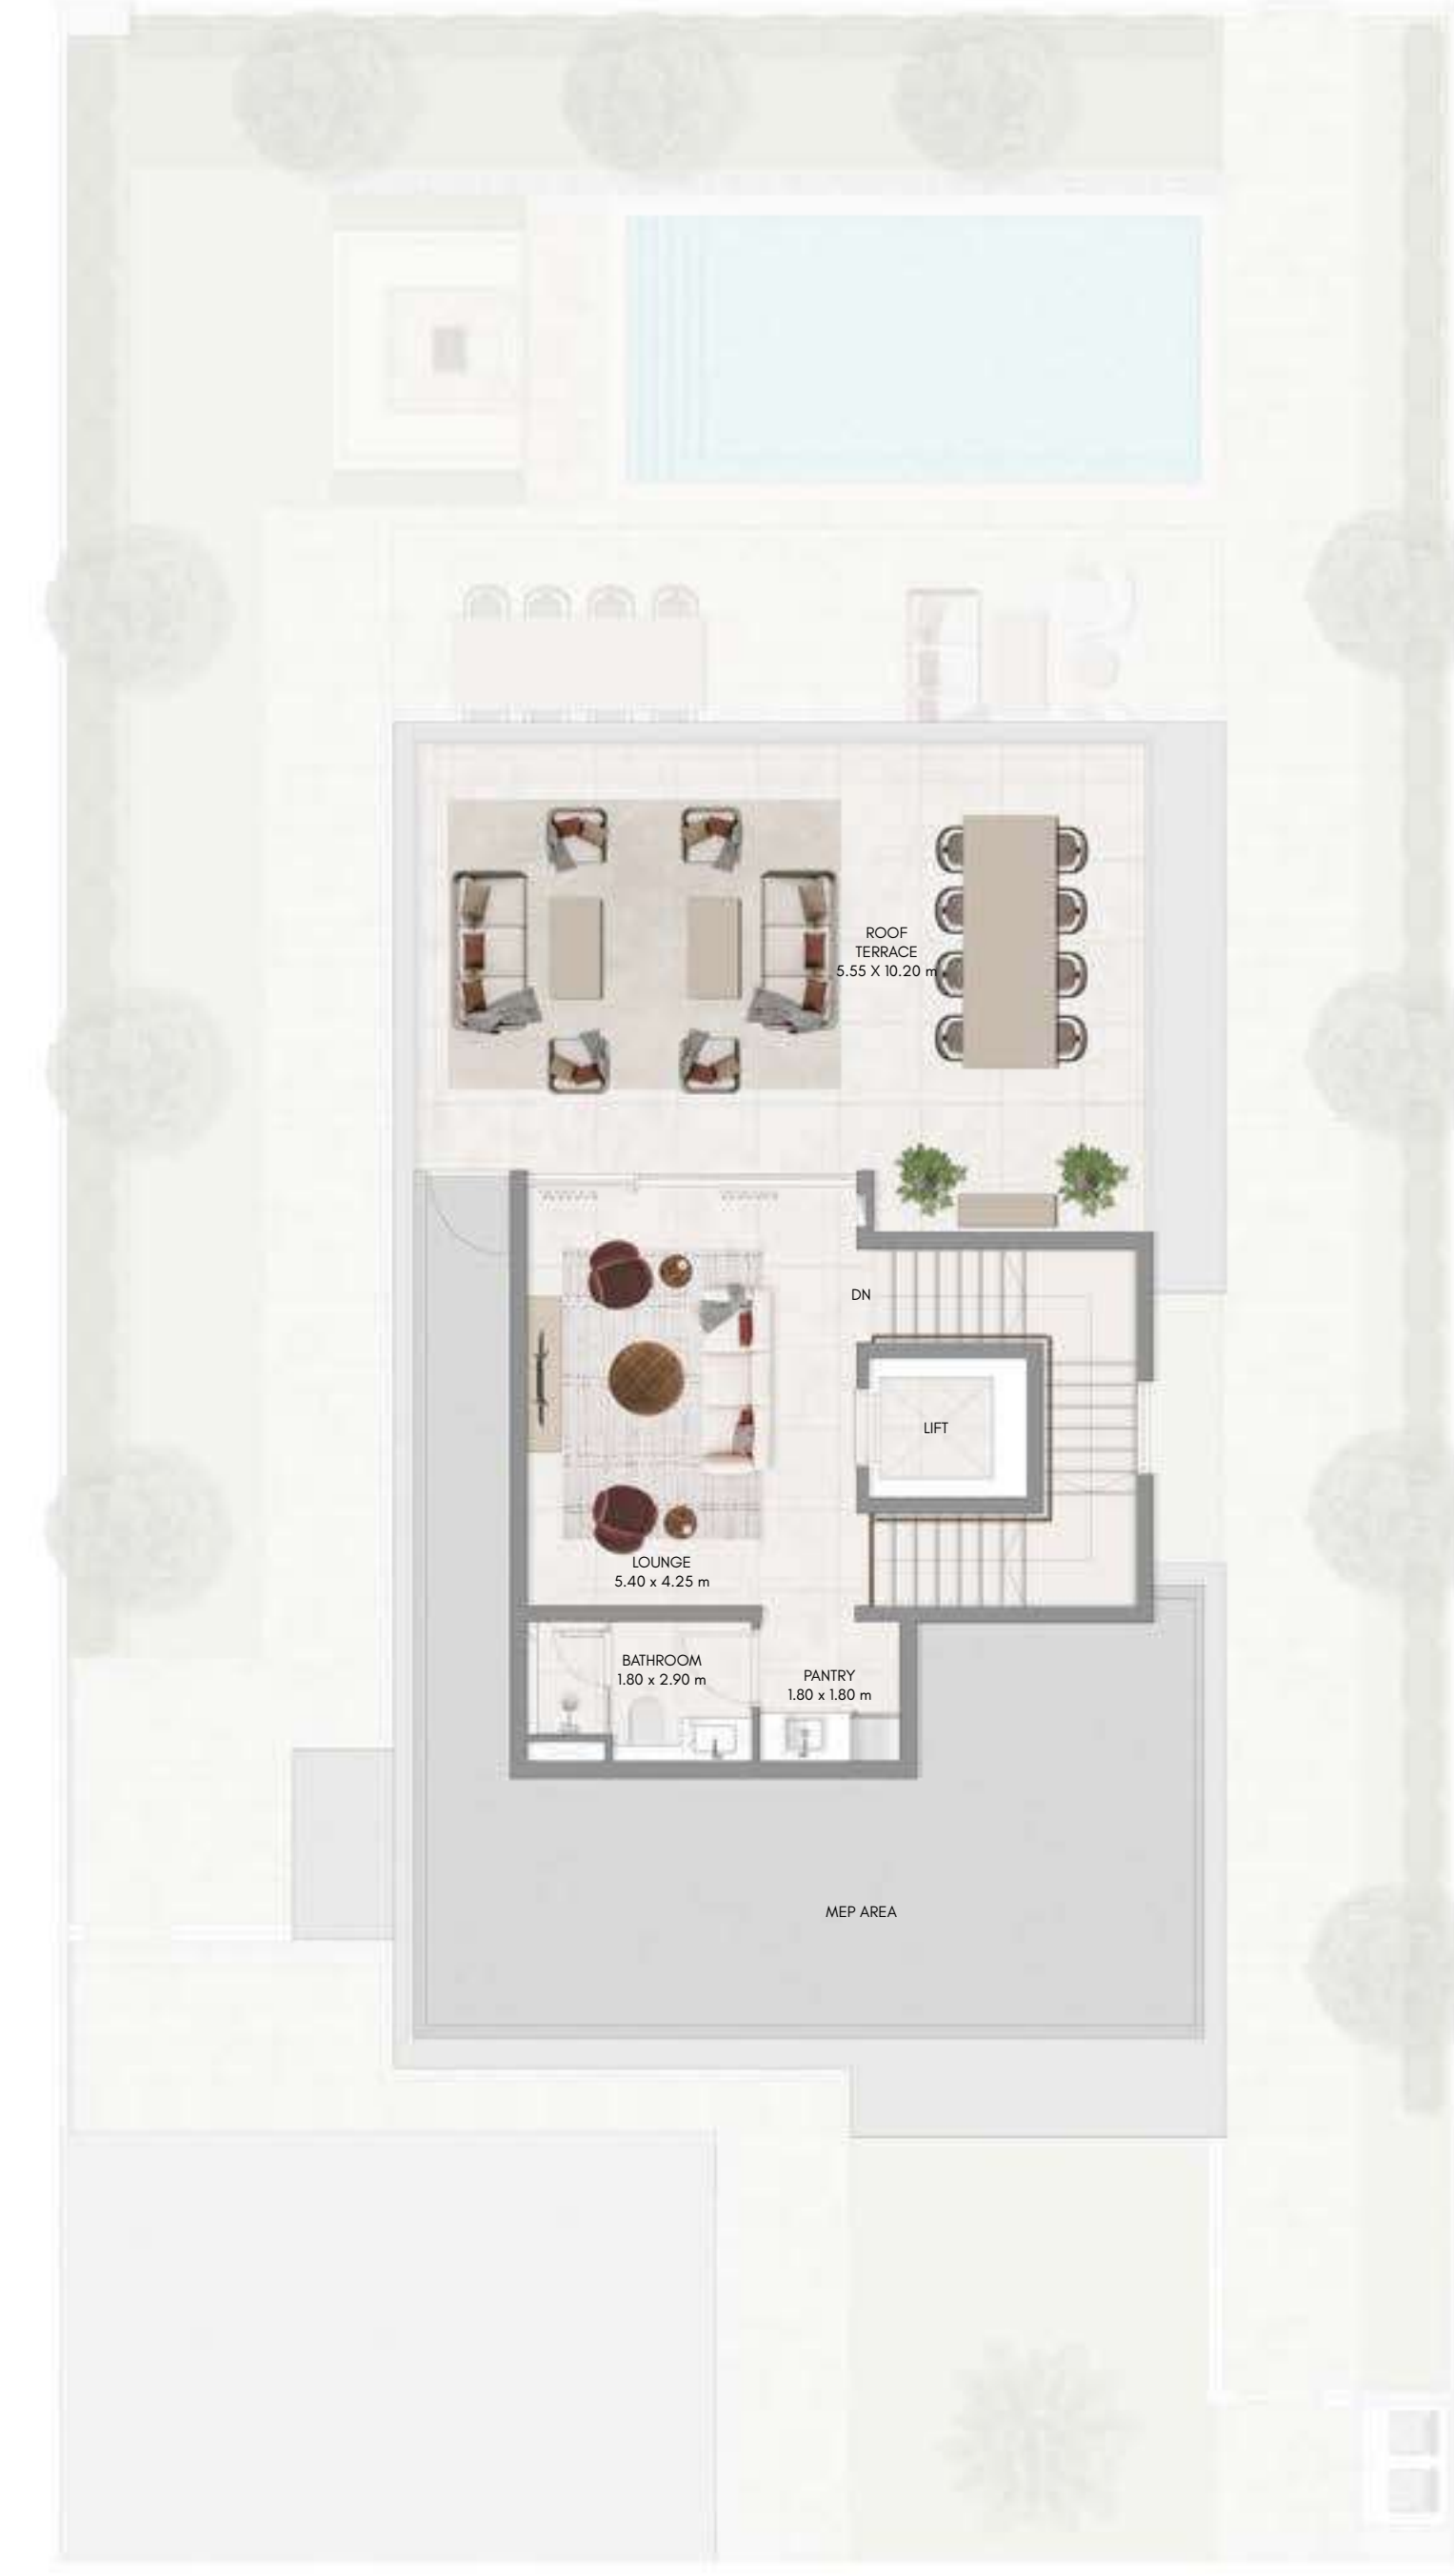 ROOF
TERRACE
5.55 X 10.20 m
DN
LIFT
LOUNGE
5.40 x 4.25 m
BATHROOM
1.80 x 2.90 m
PANTRY
1.80 x 1.80 m
MEP AREA